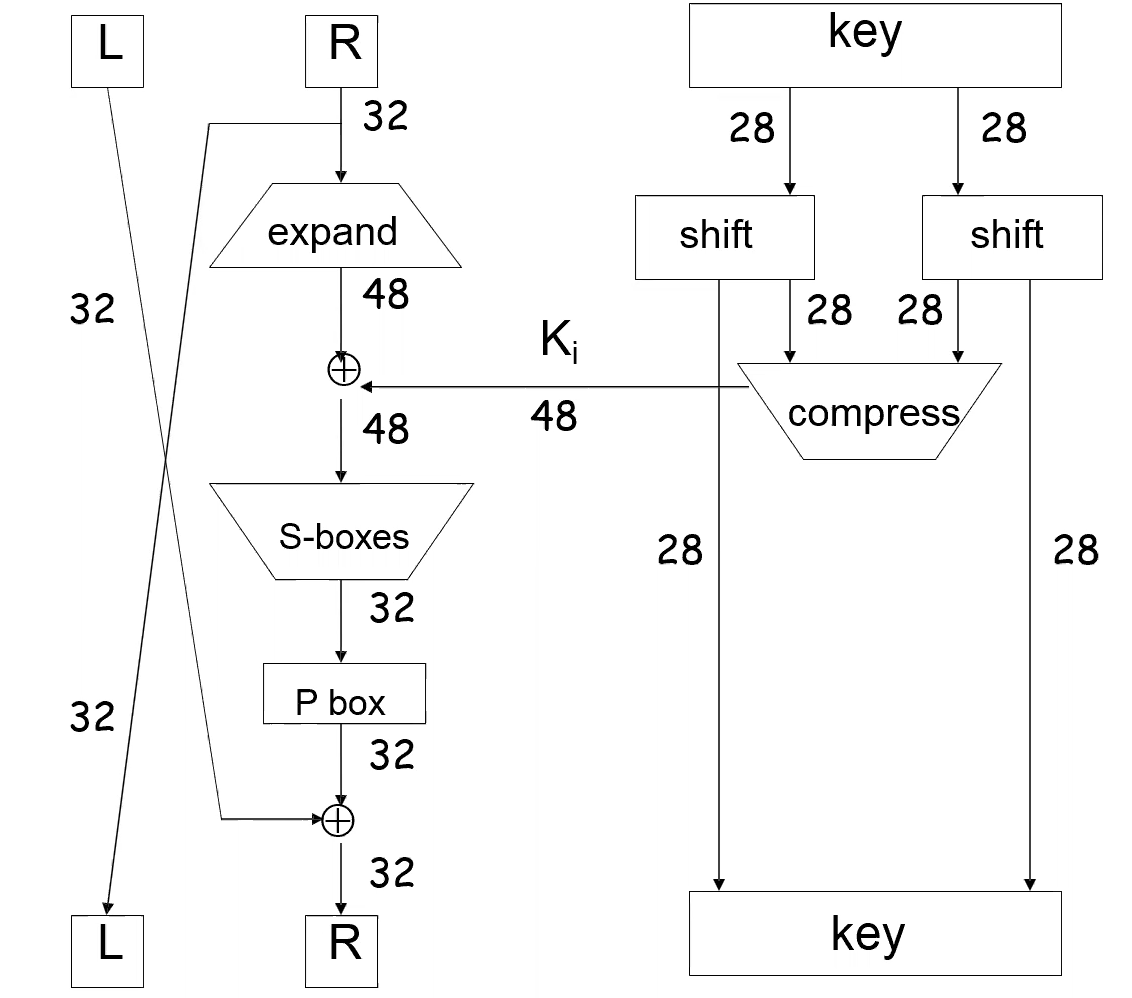 L R key
32
28 28
expand shift shift
48
32 28 28
Ki
48 48 compress
S-boxes
28 28
32
P box
32
32
32
L R key